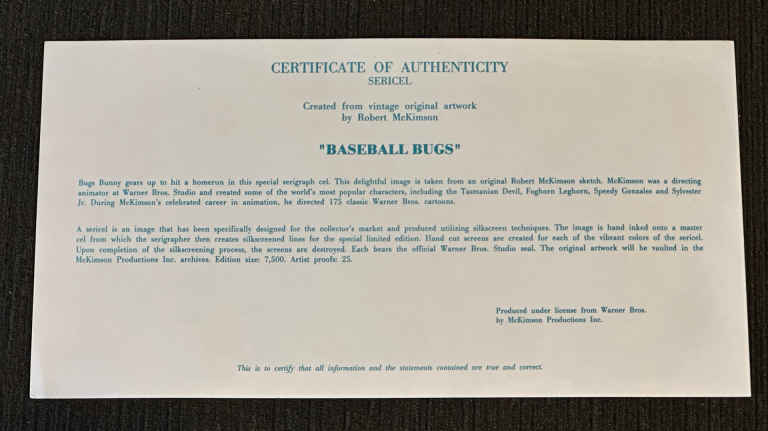 CERTIFICATE OF AUTHENTICITY
SERICEL
Created from vintage original artwork
by Robert McKimson
"BASEBALL BUGS"
Bugs Bunny gears up to hit a homerun in this special serigraph cel. This delightful image is taken from an original Robert McKimson sketch. McKimson was a directing
animator at Warner Bros. Studio and created some of the world's most popular characters, including the Tasmanian Devil, Foghorn Leghorn, Speedy Gonzales and Sylvester
Jr. During McKimson's celebrated career in animation, he directed 175 classic Warner Bros. cartoons.
A sericel is an image that has been specifically designed for the collector's market and produced utilizing silkscreen techniques. The image is hand inked onto a master
cel from which the serigrapher then creates silkscreened lines for the special limited edition. Hand cut screens are created for each of the vibrant colors of the sericel.
Upon completion of the silkscreening process, the screens are destroyed. Each bears the official Warner Bros. Studio seal. The original artwork will be vaulted in the
McKimson Productions Inc. archives. Edition size: 7,500. Artist proofs: 25.
Produced under license from Warner Bros.
by McKimson Productions Inc.
This is to certify that all information and the statements contained are true and correct.